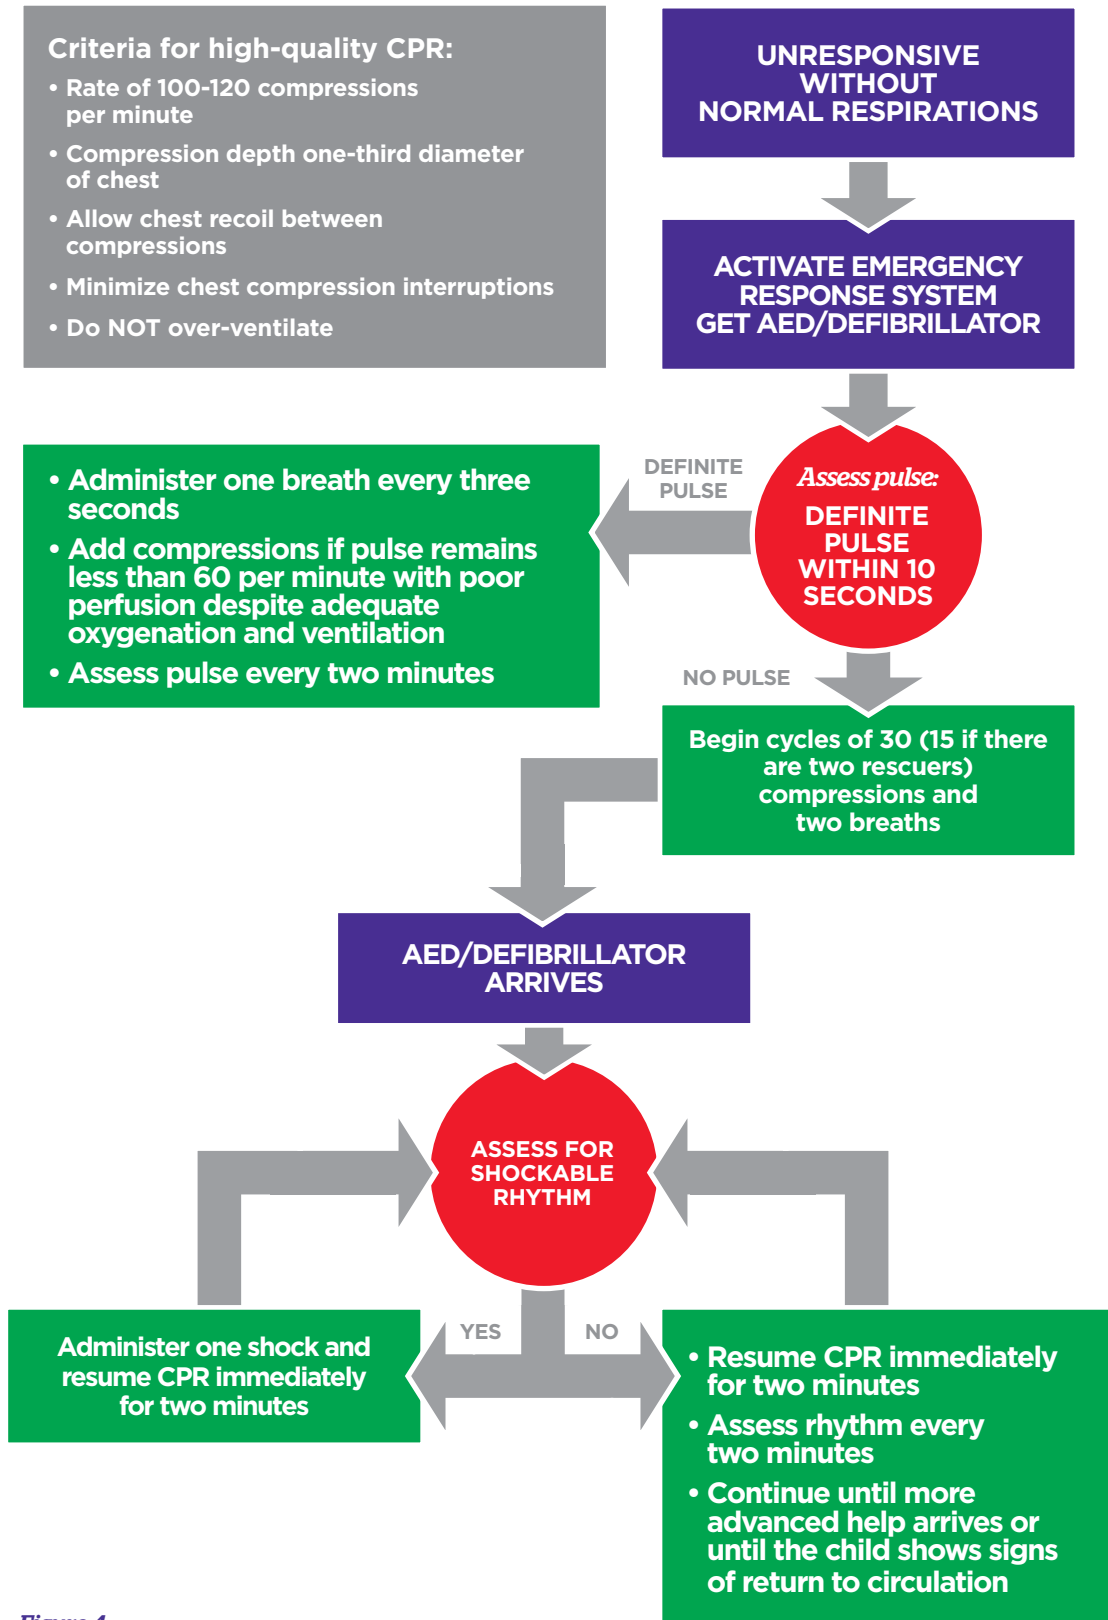 Criteria for high-quality CPR:
• Rate of 100-120 compressions
per minute
• Compression depth one-third diameter
of chest
• Allow chest recoil between
compressions
• Minimize chest compression interruptions
• Do NOT over-ventilate
UNRESPONSIVE
WITHOUT
NORMAL RESPIRATIONS
ACTIVATE EMERGENCY
RESPONSE SYSTEM
GET AED/DEFIBRILLATOR
Assess pulse:
DEFINITE
PULSE
WITHIN 10
SECONDS
DEFINITE
PULSE
• Administer one breath every three
seconds
• Add compressions if pulse remains
less than 60 per minute with poor
perfusion despite adequate
oxygenation and ventilation
• Assess pulse every two minutes
NO PULSE
Begin cycles of 30 (15 if there
are two rescuers)
compressions and
two breaths
AED/DEFIBRILLATOR
ARRIVES
ASSESS FOR
SHOCKABLE
RHYTHM
YES
NO
Administer one shock and
resume CPR immediately
for two minutes
• Resume CPR immediately
for two minutes
• Assess rhythm every
two minutes
• Continue until more
advanced help arrives or
until the child shows signs
of return to circulation
Figure 4